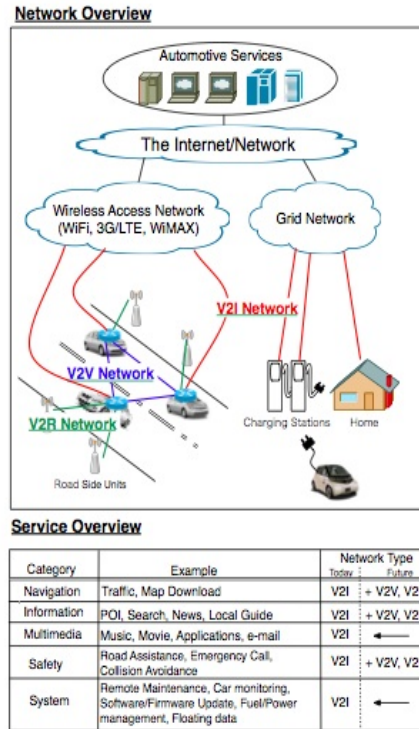 Network Overview
Automotive Services
The Internet/Network
Wireless Access Network
(WiFi, 3G/LTE, WiMAX)
Grid Network
V2I Network
V2V Network
V2R Network
Road Side Units
Charging Stations
Home
Service Overview
Category
Example
Network Type
Today
Future
Navigation
Traffic, Map Download
V2I
+ V2V, V2
Information
POI, Search, News, Local Guide
V2I
+ V2V, V2
Multimedia
Music, Movie, Applications, e-mail
V2I
Safety
Road Assistance, Emergency Call,
Collision Avoidance
V2I
+ V2V, V2
System
Remote Maintenance, Car monitoring,
Software/Firmware Update, Fuel/Power
management, Floating data
V2I